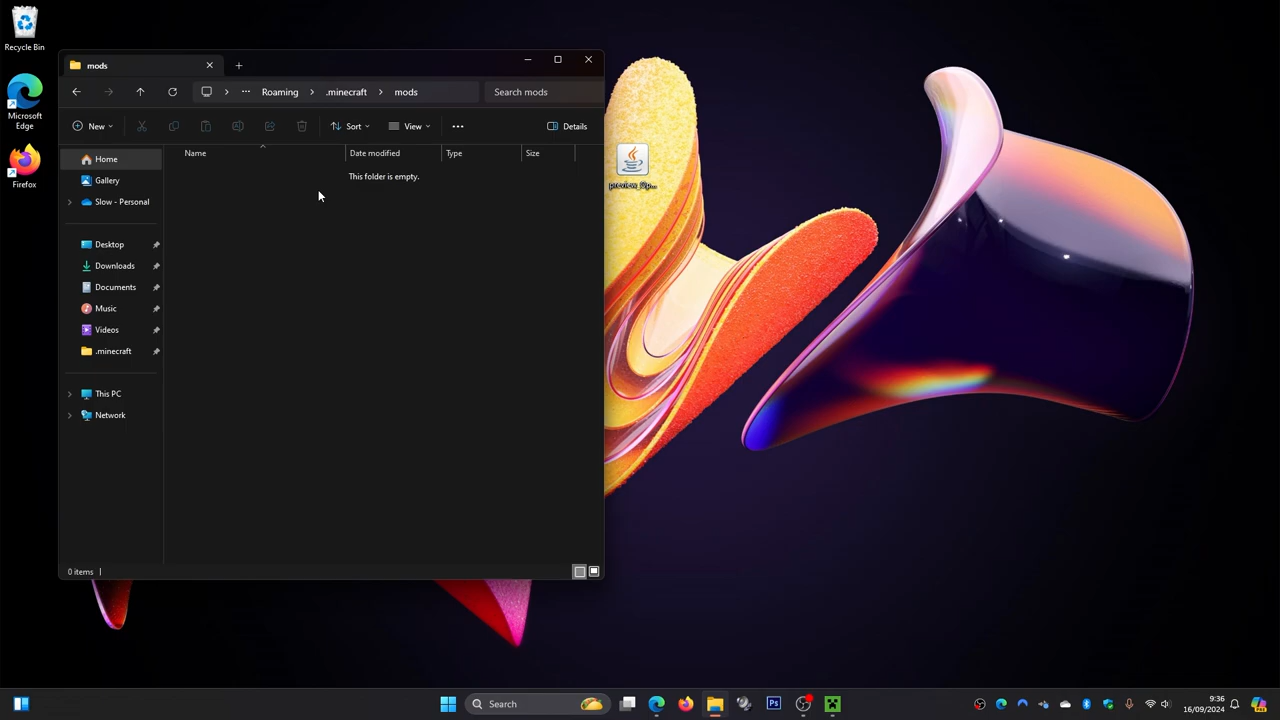 Recycle Bin
Microsoft
Edge
Firefox
mods
Roaming
.minecraft
mods
Search mods
New
Sort
View
Details
Home
Gallery
Slow - Personal
Desktop
Downloads
Documents
Music
Videos
.minecraft
This PC
Network
Name
Date modified
Type
Size
This folder is empty.
0 items
Search
Ps
9:36
16/09/2024